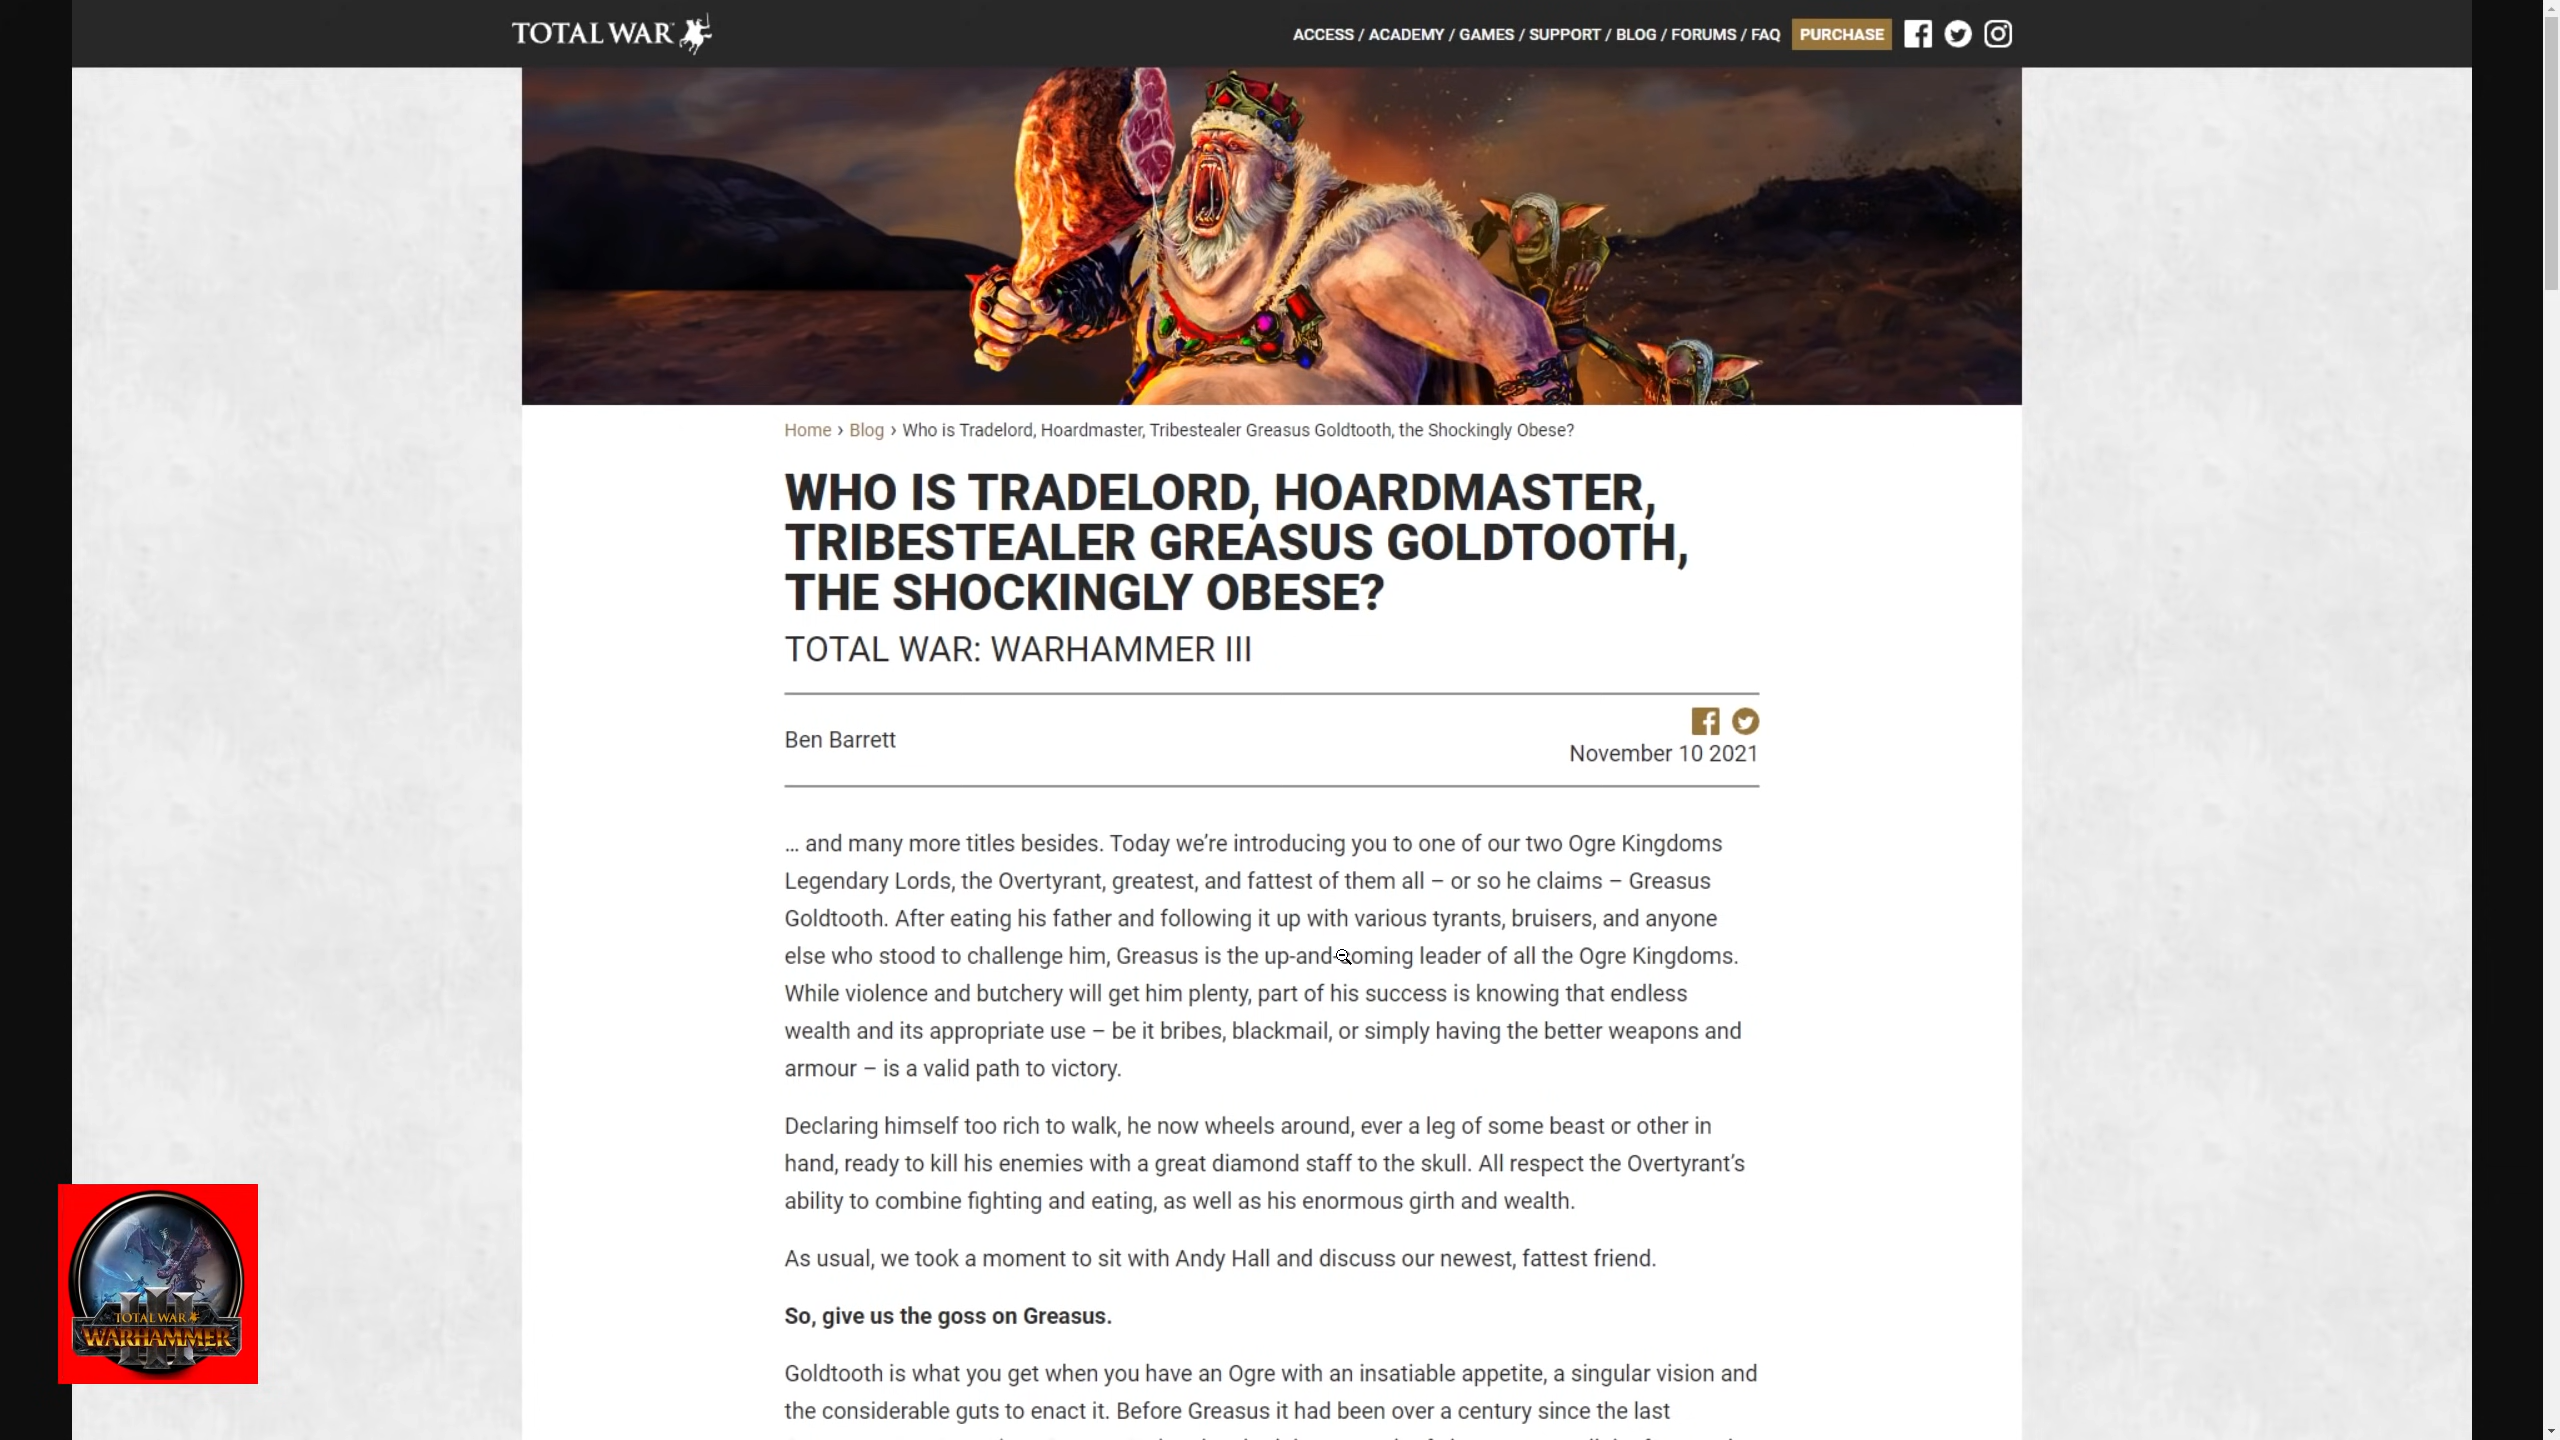 TOTAL WAR
ACCESS / ACADEMY / GAMES / SUPPORT / BLOG / FORUMS / FAQ PURCHASE
Home › Blog › Who is Tradelord, Hoardmaster, Tribestealer Greasus Goldtooth, the Shockingly Obese?
WHO IS TRADELORD, HOARDMASTER,
TRIBESTEALER GREASUS GOLDTOOTH,
THE SHOCKINGLY OBESE?
TOTAL WAR: WARHAMMER III
Ben Barrett
November 10 2021
… and many more titles besides. Today we’re introducing you to one of our two Ogre Kingdoms
Legendary Lords, the Overtyrant, greatest, and fattest of them all – or so he claims – Greasus
Goldtooth. After eating his father and following it up with various tyrants, bruisers, and anyone
else who stood to challenge him, Greasus is the up-and-coming leader of all the Ogre Kingdoms.
While violence and butchery will get him plenty, part of his success is knowing that endless
wealth and its appropriate use – be it bribes, blackmail, or simply having the better weapons and
armour – is a valid path to victory.
Declaring himself too rich to walk, he now wheels around, ever a leg of some beast or other in
hand, ready to kill his enemies with a great diamond staff to the skull. All respect the Overtyrant’s
ability to combine fighting and eating, as well as his enormous girth and wealth.
As usual, we took a moment to sit with Andy Hall and discuss our newest, fattest friend.
So, give us the goss on Greasus.
Goldtooth is what you get when you have an Ogre with an insatiable appetite, a singular vision and
the considerable guts to enact it. Before Greasus it had been over a century since the last
TOTAL WAR
WARHAMMER
III